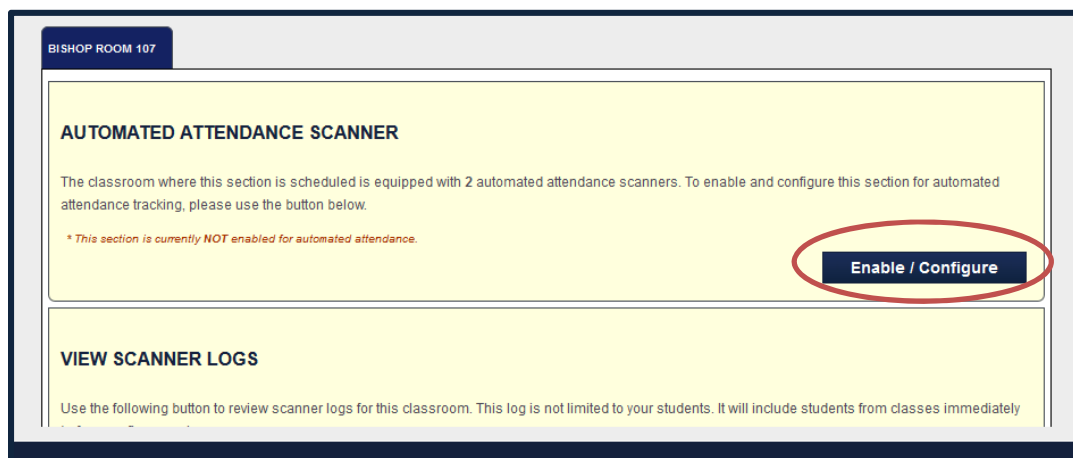 BISHOP ROOM 107
AUTOMATED ATTENDANCE SCANNER
The classroom where this section is scheduled is equipped with 2 automated attendance scanners. To enable and configure this section for automated
attendance tracking, please use the button below.
* This section is currently NOT enabled for automated attendance.
Enable / Configure
VIEW SCANNER LOGS
Use the following button to review scanner logs for this classroom. This log is not limited to your students. It will include students from classes immediately